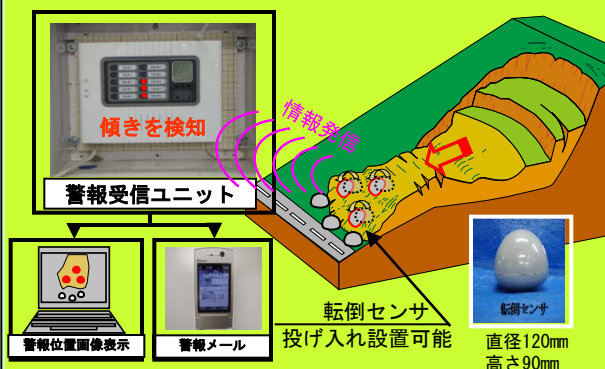 傾きを検知
情報発信
警報受信ユニット
警報位置画像表示
警報メール
転倒センサ
投げ入れ設置可能
転倒センサ
直径120mm
高さ90mm